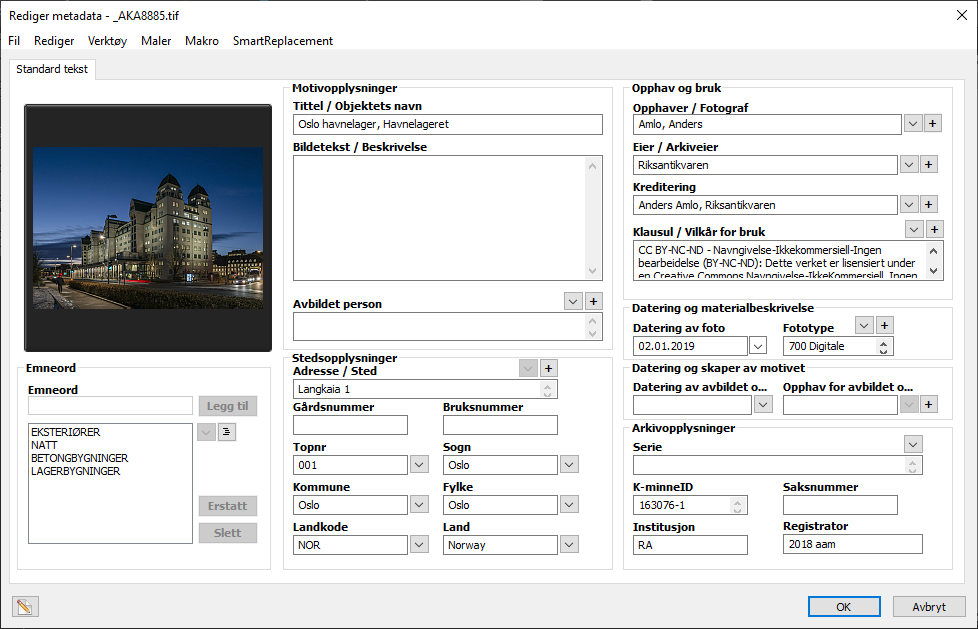 Rediger metadata - _AKA8885.tif
Fil Rediger Verktøy Maler Makro SmartReplacement
Standard tekst
Emneord
Emneord
Legg til
EKSTERIØRER
NATT
BETONGBYGNINGER
LAGERBYGNINGER
Erstatt
Slett
Motivopplysninger
Tittel / Objektets navn
Oslo havnelager, Havnelageret
Bildetekst / Beskrivelse
Avbildet person
+
Stedsopplysninger
Adresse / Sted
+
Langkaia 1
Gårdsnummer Bruksnummer
Topnr Sogn
001 Oslo
Kommune Fylke
Oslo Oslo
Landkode Land
NOR Norway
Opphav og bruk
Opphaver / Fotograf
Amlo, Anders +
Eier / Arkiveier
Riksantikvaren +
Kreditering
Anders Amlo, Riksantikvaren +
Klausul / Vilkår for bruk +
CC BY-NC-ND - Navngivelse-Ikkekommersiell-Ingen
bearbeidelse (BY-NC-ND): Dette verket er lisensiert under
en Creative Commons Navngivelse-IkkeKommersiell, Ingen
Datering og materialbeskrivelse
Datering av foto Fototype +
02.01.2019 700 Digitale
Datering og skaper av motivet
Datering av avbildet o... Opphav for avbildet o...
+
Arkivopplysninger
Serie
K-minneID Saksnummer
163076-1
Institusjon Registrator
RA 2018 aam
OK Avbryt